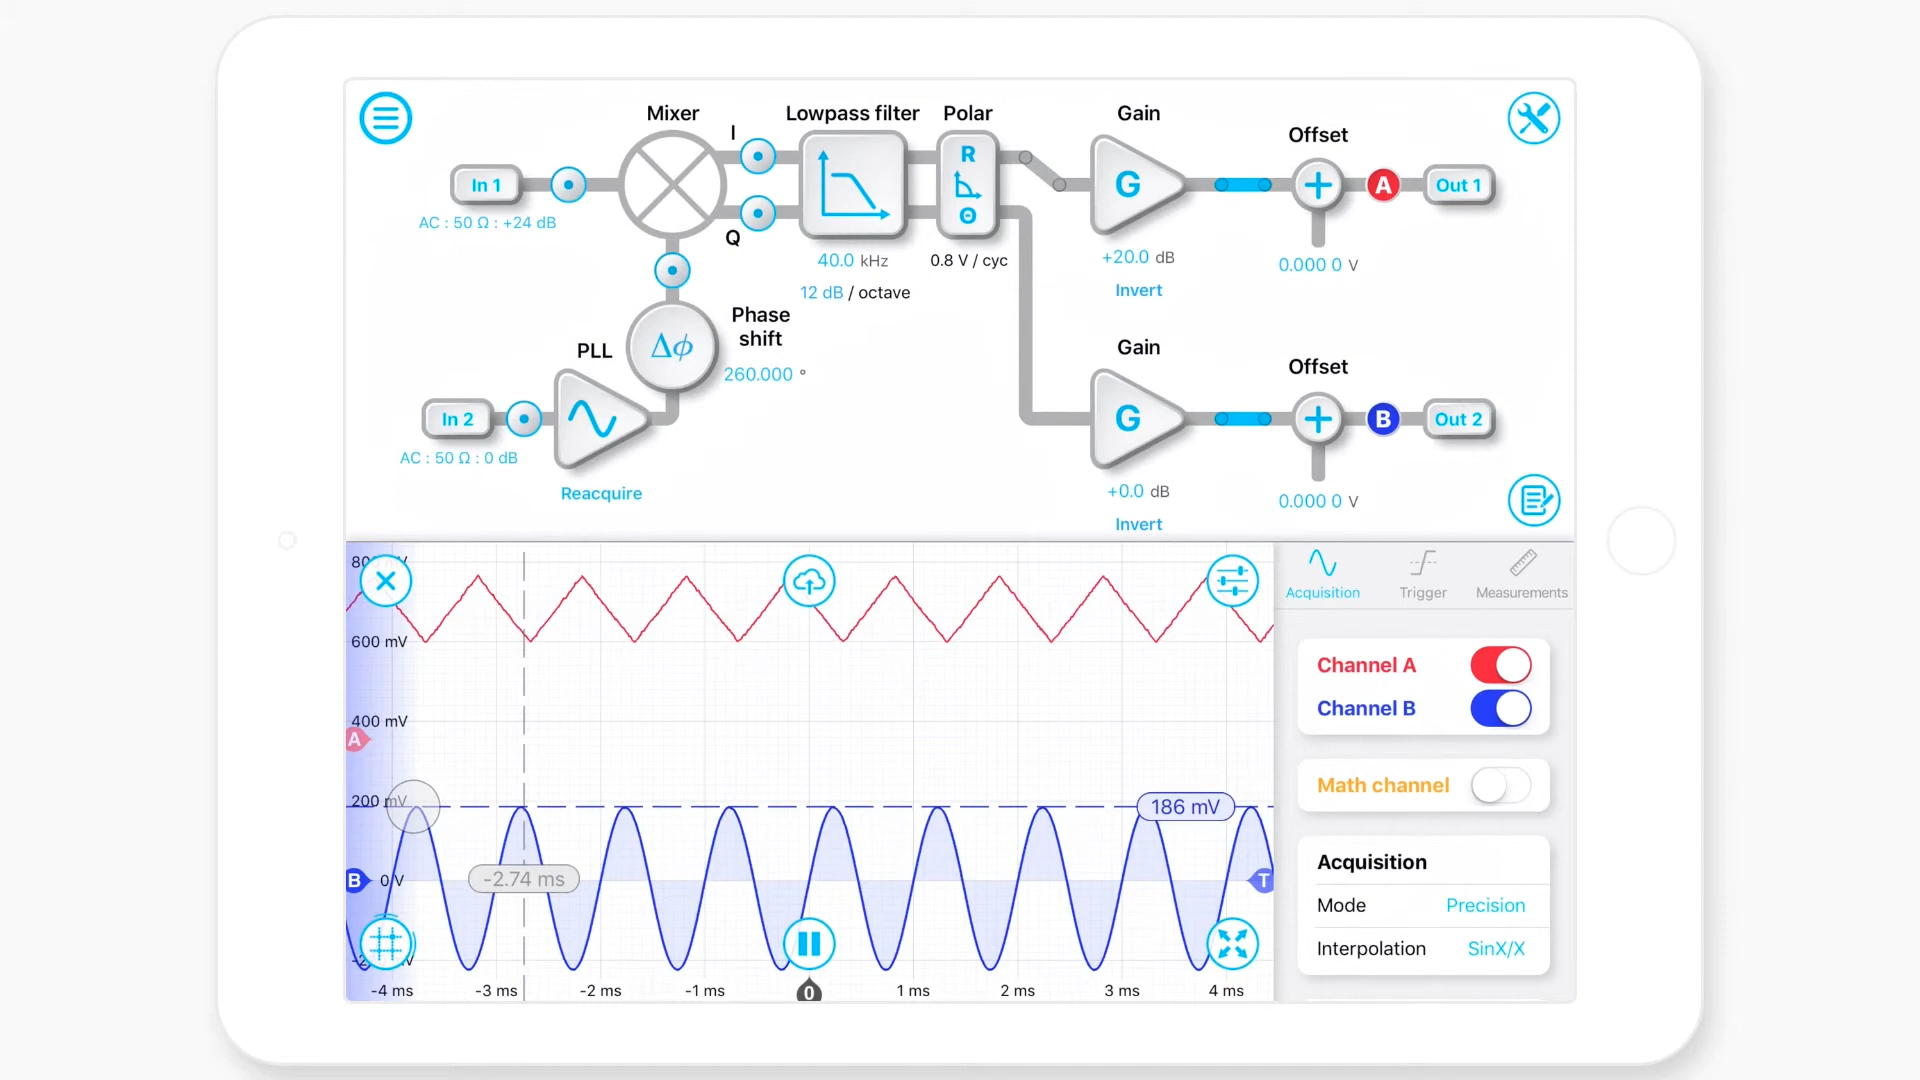 Mixer
Lowpass filter
Polar
Gain
Offset
I
R
In 1
G
A
Out 1
Θ
AC : 50 Ω : +24 dB
Q
40.0 kHz
0.8 V / cyc
+20.0 dB
0.000 0 V
12 dB / octave
Invert
Phase
shift
PLL
Δϕ
Gain
260.000 °
Offset
In 2
G
B
Out 2
AC : 50 Ω : 0 dB
Reacquire
+0.0 dB
0.000 0 V
Invert
600 mV
400 mV
A
200 mV
186 mV
B
0 V
-2.74 ms
T
-4 ms
-3 ms
-2 ms
-1 ms
0
1 ms
2 ms
3 ms
4 ms
Acquisition
Trigger
Measurements
Channel A
Channel B
Math channel
Acquisition
Mode
Precision
Interpolation
SinX/X